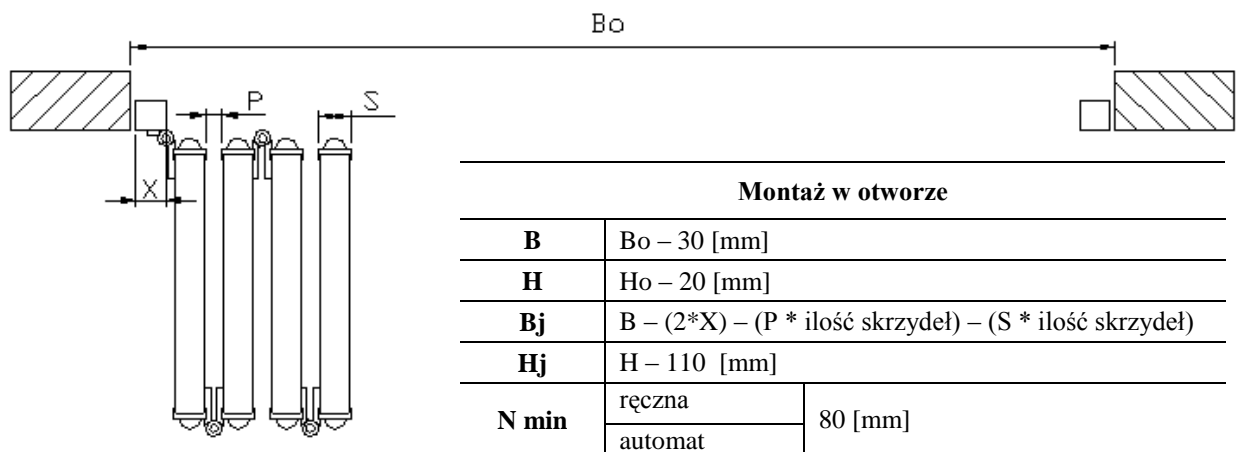 Bo
P
S
X
Montaż w otworze
B Bo – 30 [mm]
H Ho – 20 [mm]
Bj B – (2*X) – (P * ilość skrzydeł) – (S * ilość skrzydeł)
Hj H – 110 [mm]
N min ręczna 80 [mm]
automat